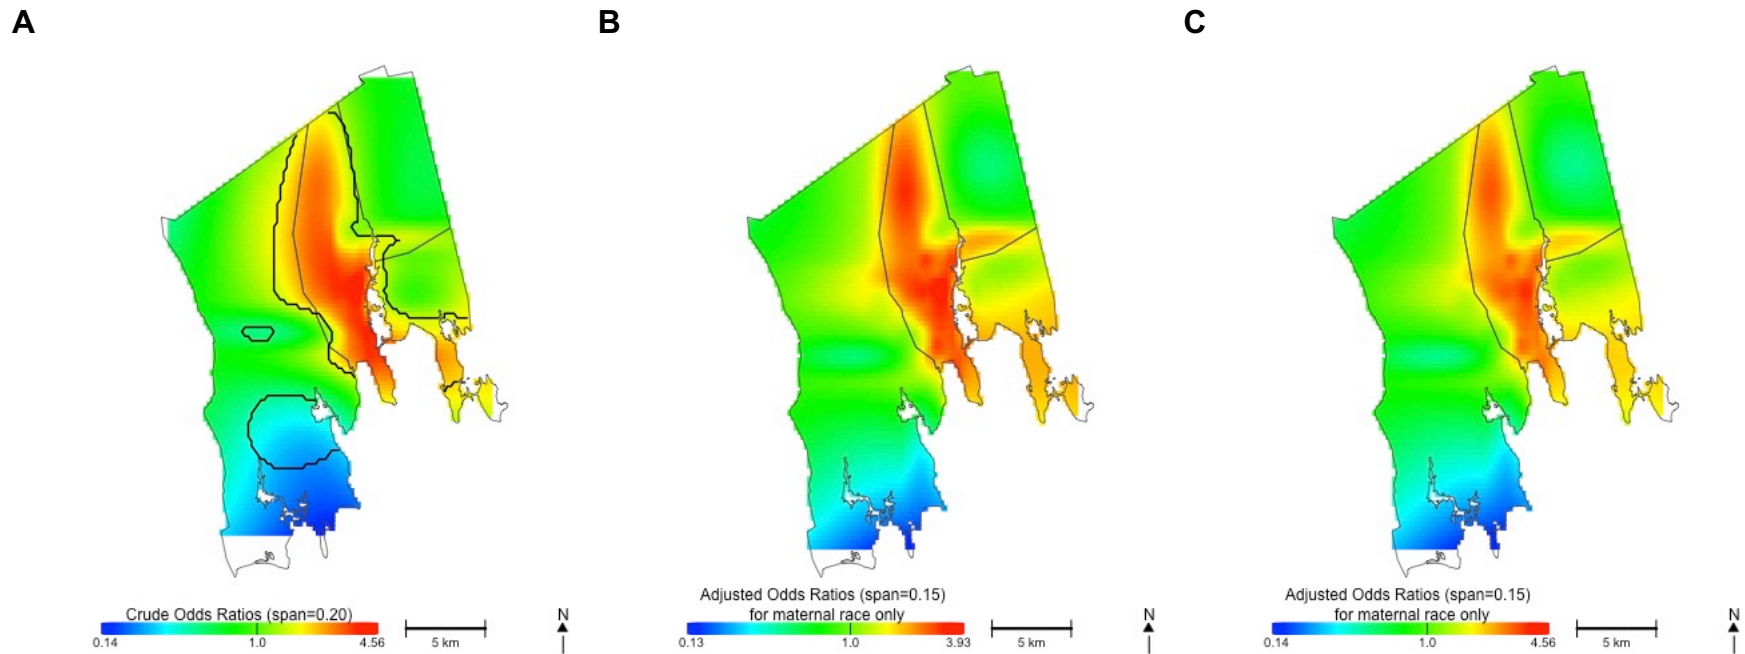 A
B
C
Crude Odds Ratios (span=0.20)
0.14 1.0 4.56
5 km
N
Adjusted Odds Ratios (span=0.15)
for maternal race only
0.13 1.0 3.93
5 km
N
Adjusted Odds Ratios (span=0.15)
for maternal race only
0.14 1.0 4.56
5 km
N